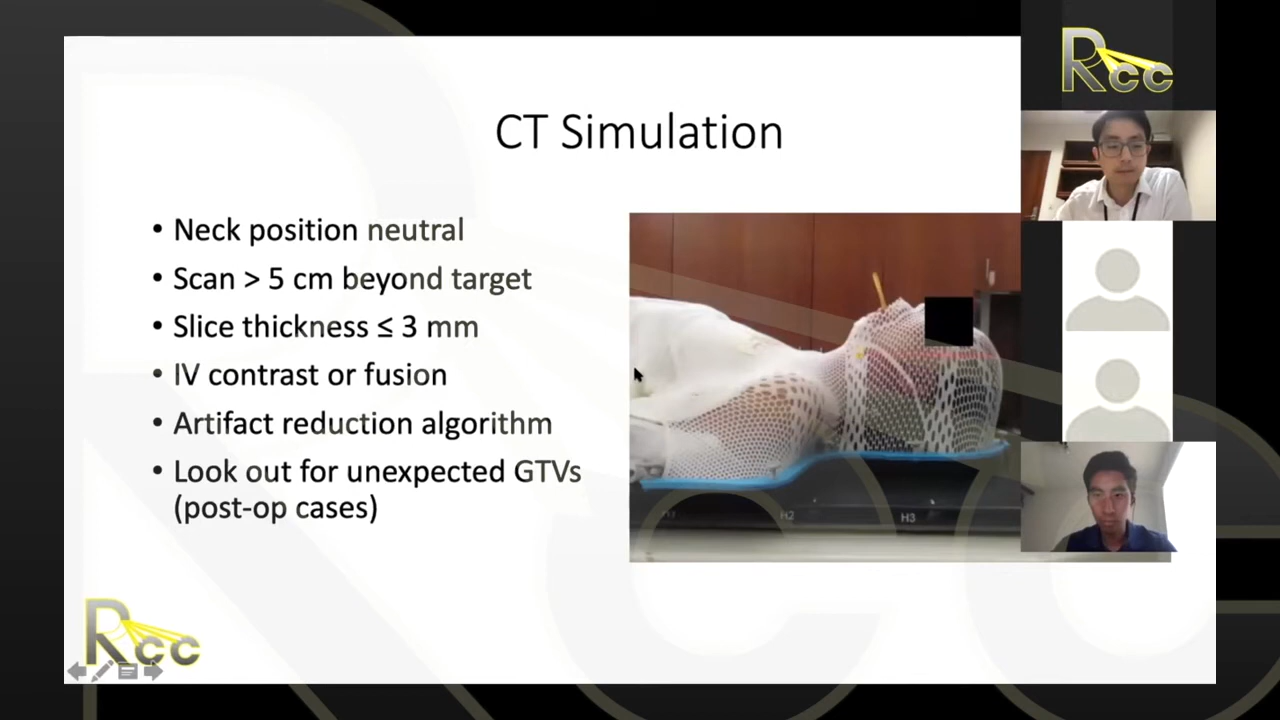 Rcc
CT Simulation
• Neck position neutral
• Scan > 5 cm beyond target
• Slice thickness ≤ 3 mm
• IV contrast or fusion
• Artifact reduction algorithm
• Look out for unexpected GTVs
(post-op cases)
H2
H3
Rcc